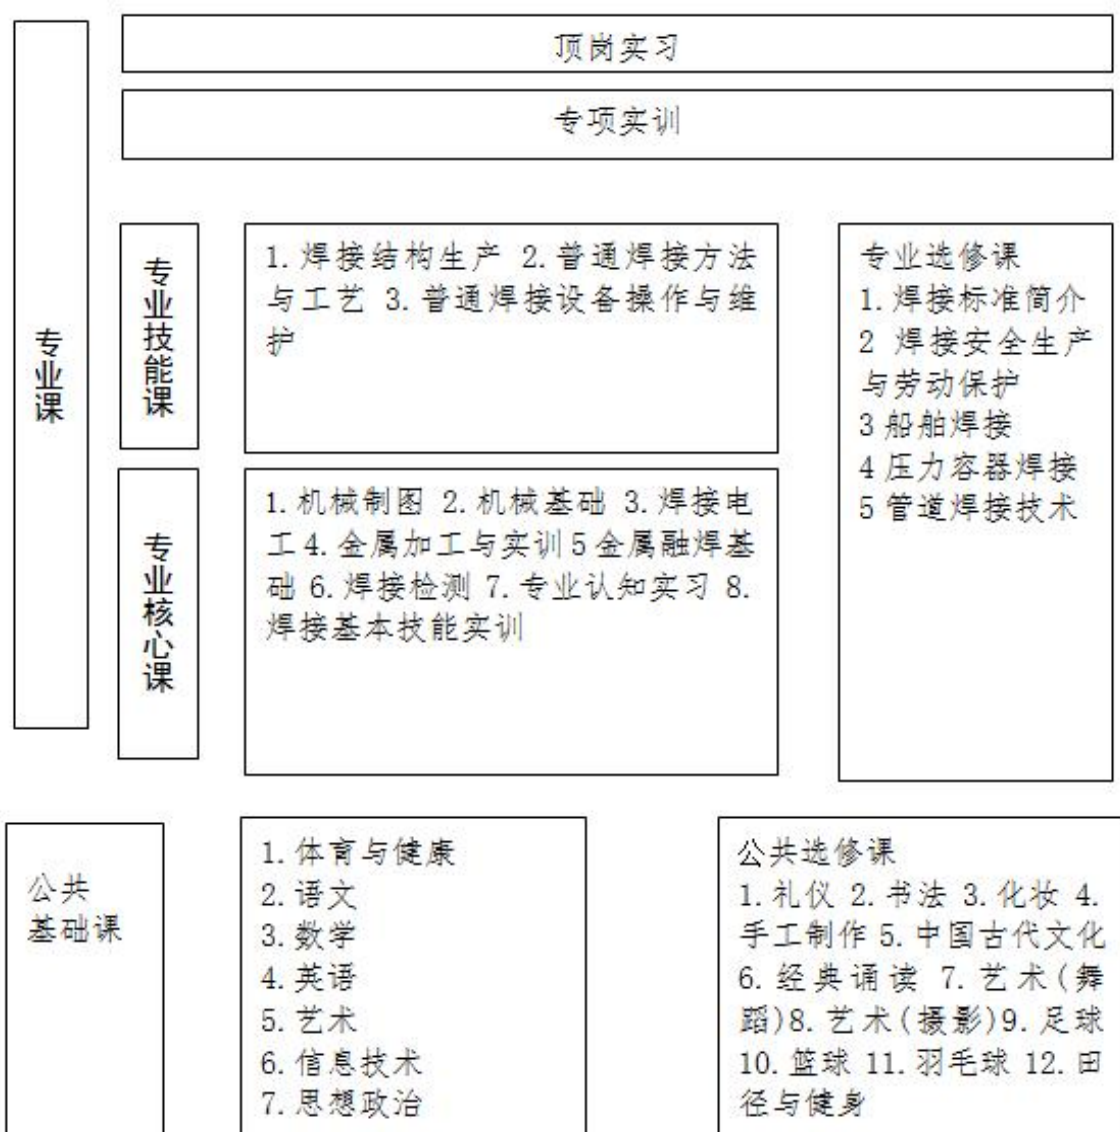 顶岗实习
专项实训
专业课
专业技能课
1.焊接结构生产 2.普通焊接方法
与工艺 3.普通焊接设备操作与维
护
专业选修课
1.焊接标准简介
2 焊接安全生产
与劳动保护
3 船舶焊接
4 压力容器焊接
5 管道焊接技术
专业核心课
1.机械制图 2.机械基础 3.焊接电
工4.金属加工与实训5金属融焊基
础 6.焊接检测 7.专业认知实习 8.
焊接基本技能实训
公共
基础课
1.体育与健康
2.语文
3.数学
4.英语
5.艺术
6.信息技术
7.思想政治
公共选修课
1.礼仪 2.书法 3.化妆 4.
手工制作 5.中国古代文化
6.经典诵读 7.艺术(舞
蹈)8.艺术(摄影)9.足球
10.篮球 11.羽毛球 12.田
径与健身